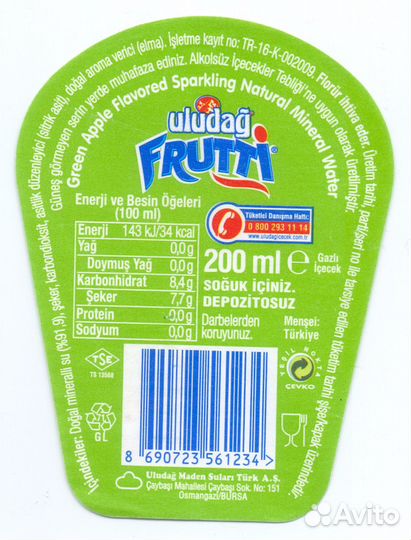 İçindekiler: Doğal mineralli su (%91,9), şeker, karbondioksit, asitlik düzenleyici (sitrik asit), doğal aroma verici (elma). İşletme kayıt no: TR-16-K-002009. Florür ihtiva eder. Üretim tarihi, parti/seri no ile tavsiye edilen tüketim tarihi şişe/kapak üzerindedir.
Güneş görmeyen serin yerde muhafaza ediniz. Alkolsüz İçecekler Tebliği'ne uygun olarak üretilmiştir.
Green Apple Flavored Sparkling Natural Mineral Water
uludağ
FRUTTİ
Enerji ve Besin Öğeleri
(100 ml)
Enerji 143 kJ/34 kcal
Yağ 0,0g
Doymuş Yağ 0,0g
Karbonhidrat 8,4g
Şeker 7,7g
Protein 0,0g
Sodyum 0,0g
Tüketici Danışma Hattı:
0 800 293 11 14
www.uludagicecek.com.tr
200 ml e Gazlı İçecek
SOĞUK İÇİNİZ.
DEPOZİTOSUZ
Darbelerden koruyunuz.
Menşei: Türkiye
TSE
TS 13568
ÇEVKO
GL
8 690723 561234 >
Uludağ Maden Suları Türk A.Ş.
Çaybaşı Mahallesi Çaybaşı Sok. No: 151
Osmangazi/BURSA
Avito